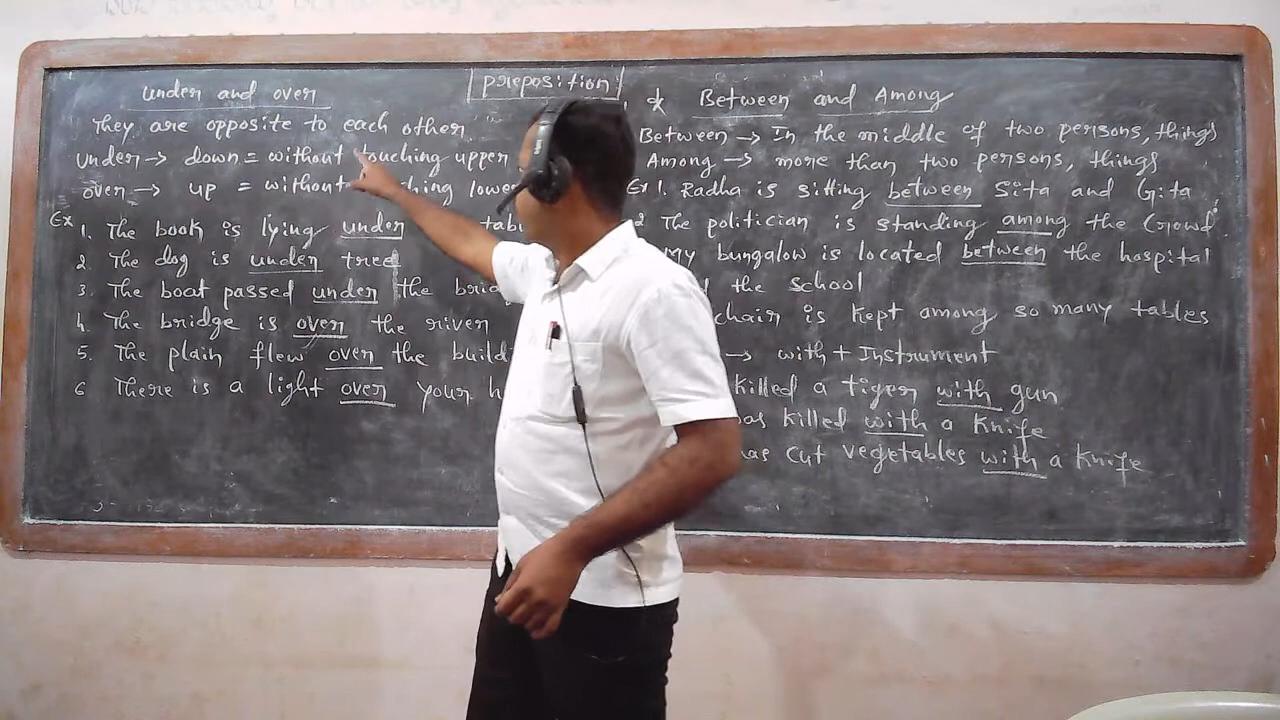 preposition
under and over
They are opposite to each other
under → down = without touching upper
over → up = without
Ex 1. The book is lying under
2. The dog is under tree
3. The boat passed under the
4. The bridge is over the river
5. The plain flew over the
6 There is a light over your
* Between and Among
Between → In the middle of two persons, things
Among → more than two persons, things
Ex 1. Radha is sitting between Sita and Gita
2 The politician is standing among the Crowd.
My bungalow is located between the hospital
the school
chair is kept among so many tables
→ with + Instrument
killed a tiger with gun
killed with a knife
cut vegetables with a knife